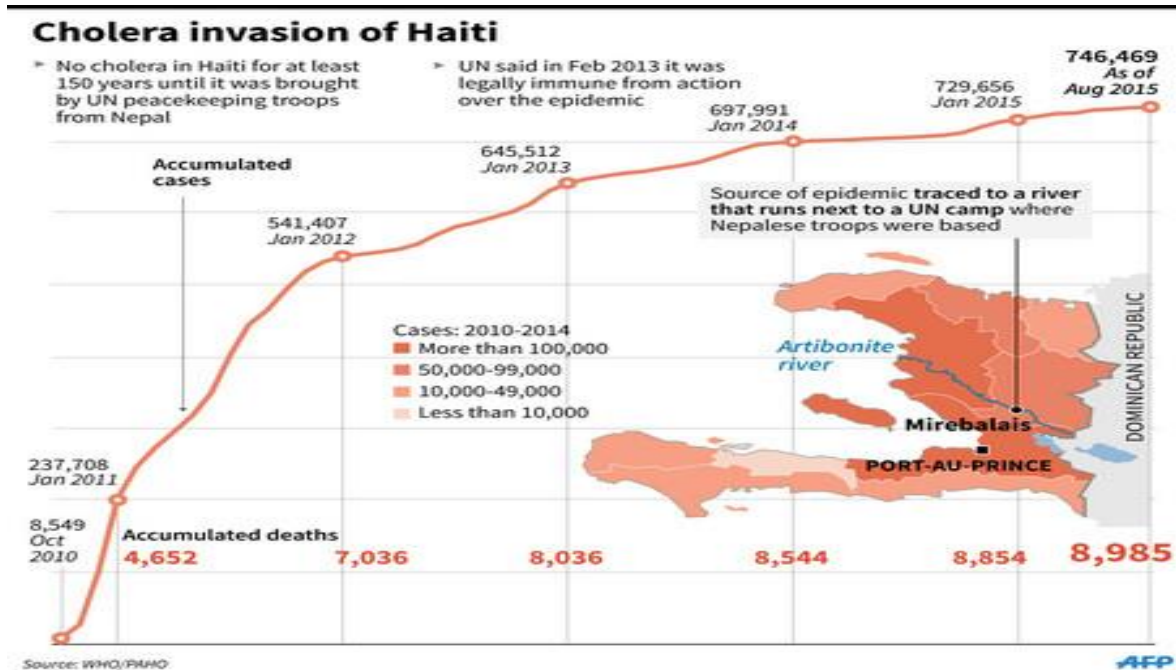 Cholera invasion of Haiti
No cholera in Haiti for at least
150 years until it was brought
by UN peacekeeping troops
from Nepal
UN said in Feb 2013 it was
legally immune from action
over the epidemic
746,469
As of
Aug 2015
729,656
Jan 2015
697,991
Jan 2014
645,512
Jan 2013
Accumulated
cases
541,407
Jan 2012
Source of epidemic traced to a river
that runs next to a UN camp where
Nepalese troops were based
Cases: 2010-2014
More than 100,000
50,000-99,000
10,000-49,000
Less than 10,000
Artibonite
river
DOMINICAN REPUBLIC
Mirebalais
PORT-AU-PRINCE
237,708
Jan 2011
8,549
Oct
2010
Accumulated deaths
4,652 7,036 8,036 8,544 8,854 8,985
Source: WHO/PAHO
AFP